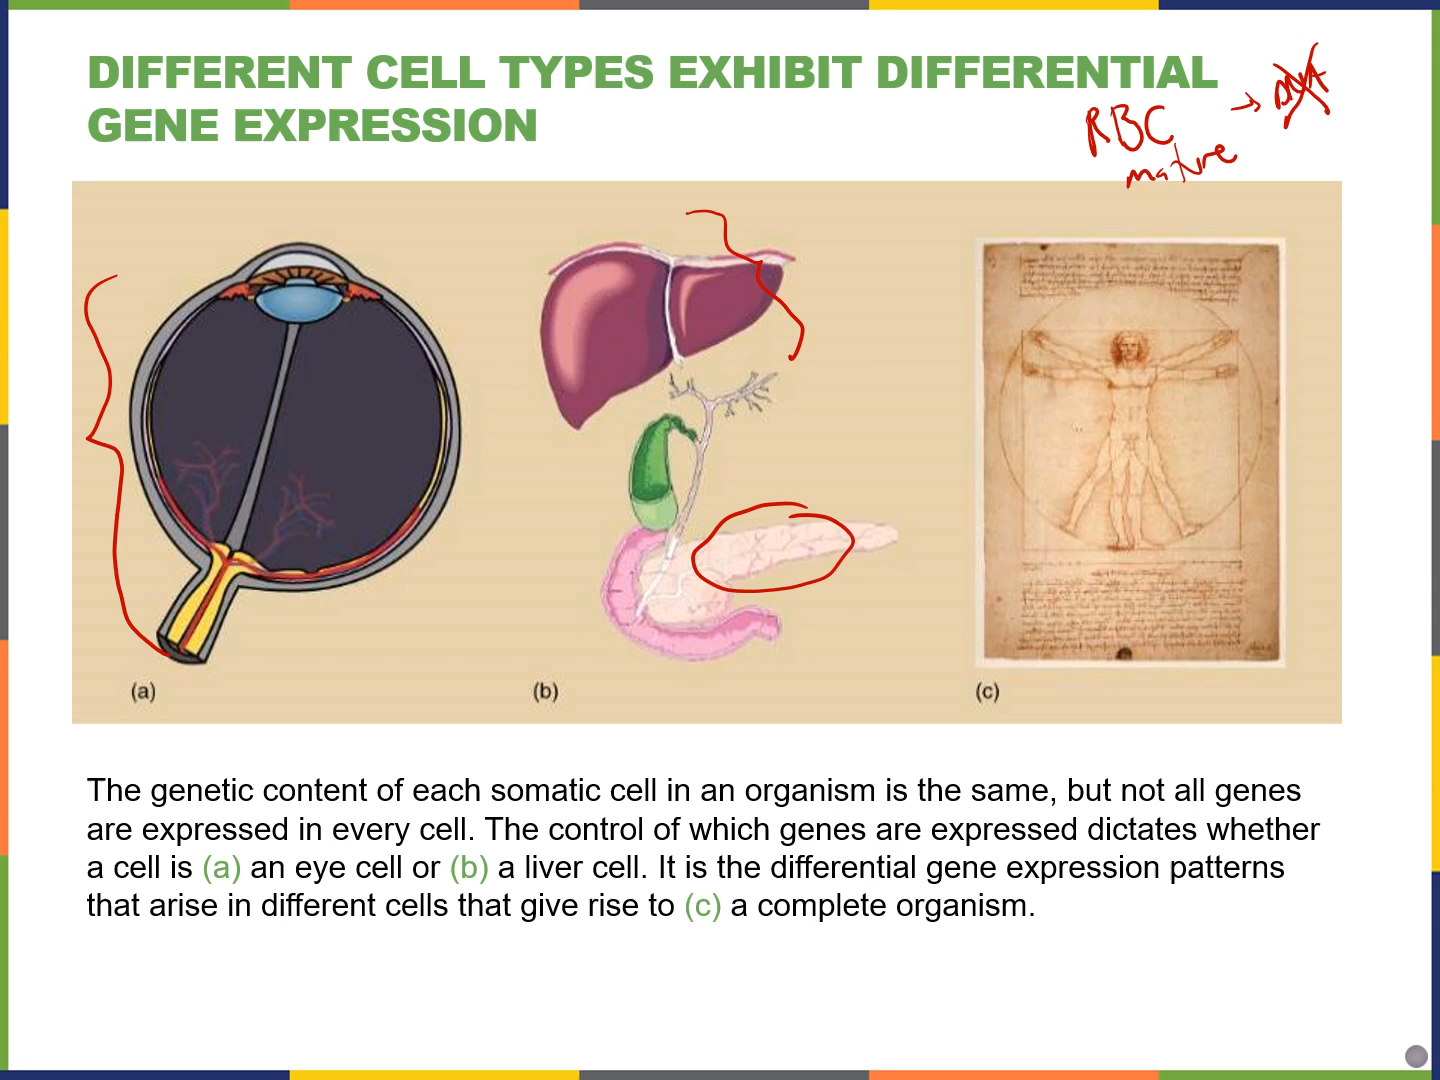 DIFFERENT CELL TYPES EXHIBIT DIFFERENTIAL
GENE EXPRESSION
RBC →
mature
(a)
(b)
(c)
The genetic content of each somatic cell in an organism is the same, but not all genes
are expressed in every cell. The control of which genes are expressed dictates whether
a cell is (a) an eye cell or (b) a liver cell. It is the differential gene expression patterns
that arise in different cells that give rise to (c) a complete organism.